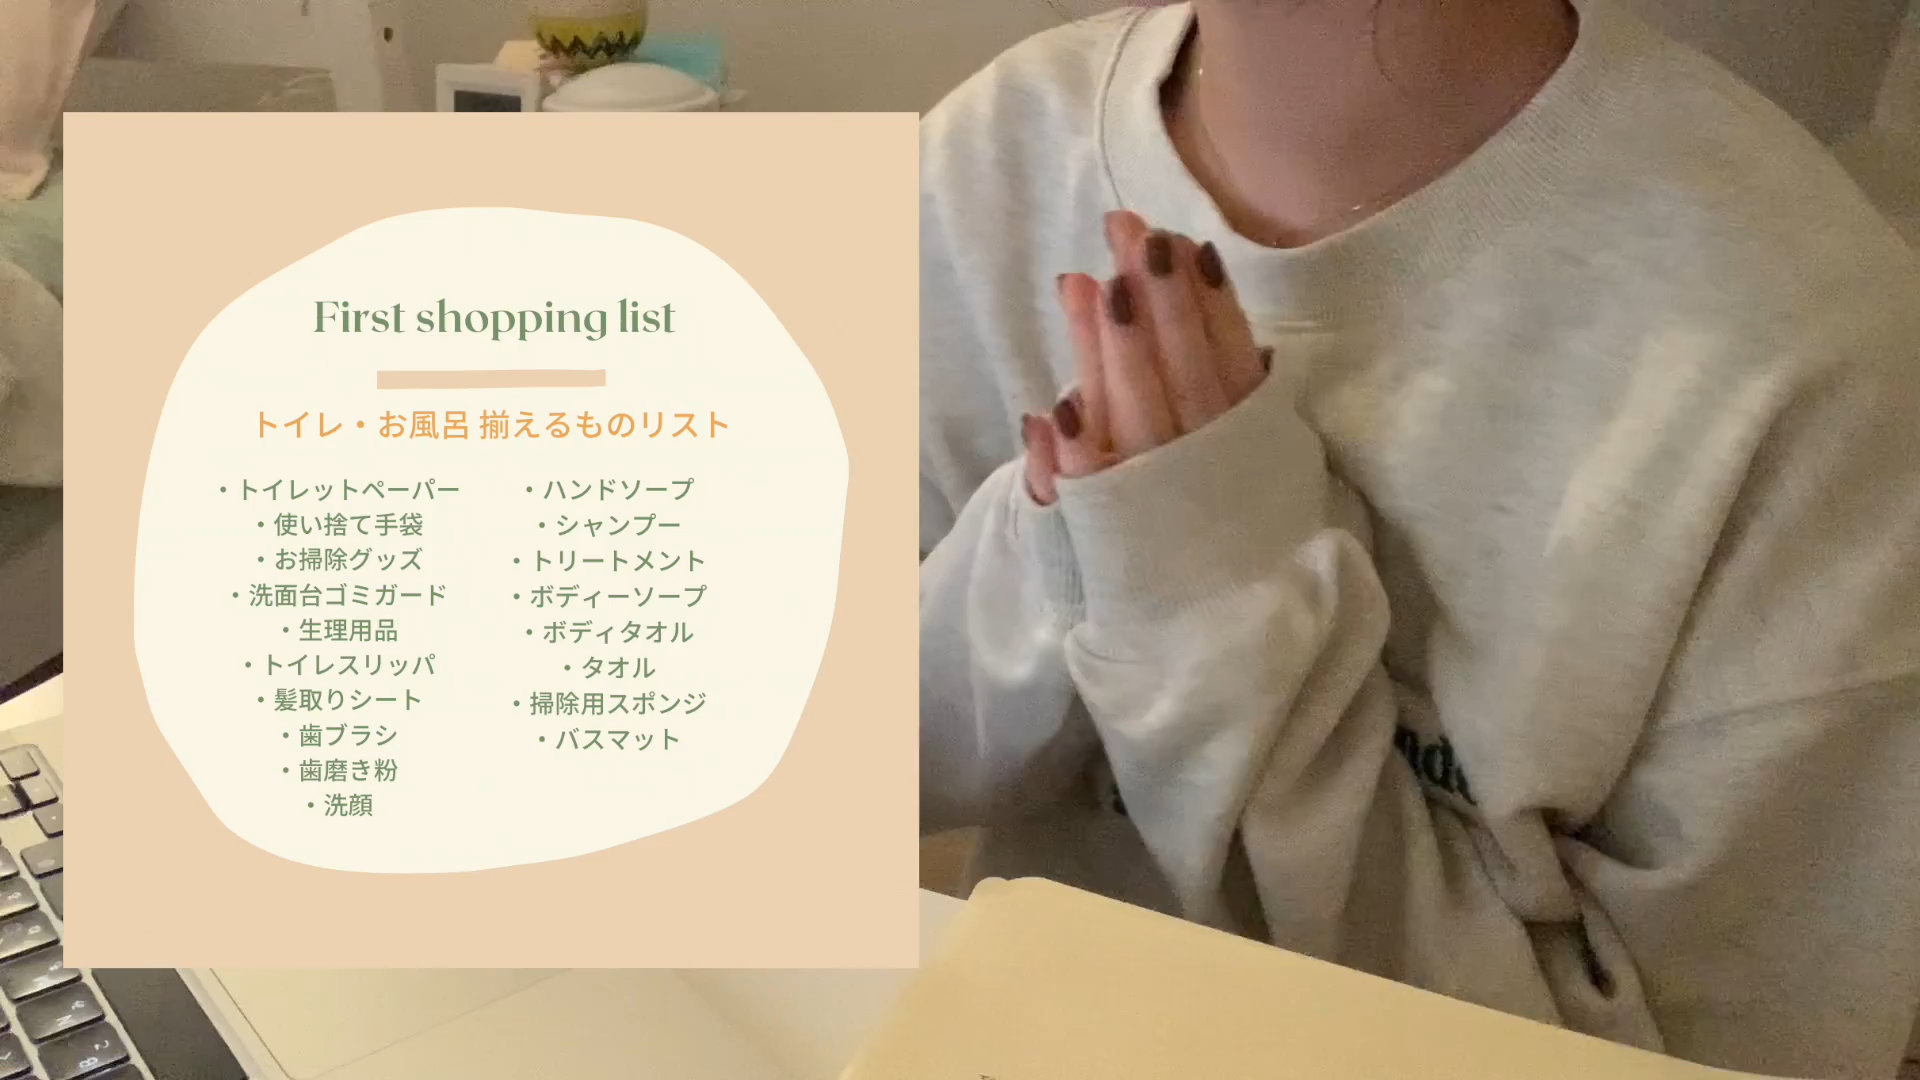 First shopping list
トイレ・お風呂 揃えるものリスト
・トイレットペーパー
・使い捨て手袋
・お掃除グッズ
・洗面台ゴミガード
・生理用品
・トイレスリッパ
・髪取りシート
・歯ブラシ
・歯磨き粉
・洗顔
・ハンドソープ
・シャンプー
・トリートメント
・ボディーソープ
・ボディタオル
・タオル
・掃除用スポンジ
・バスマット